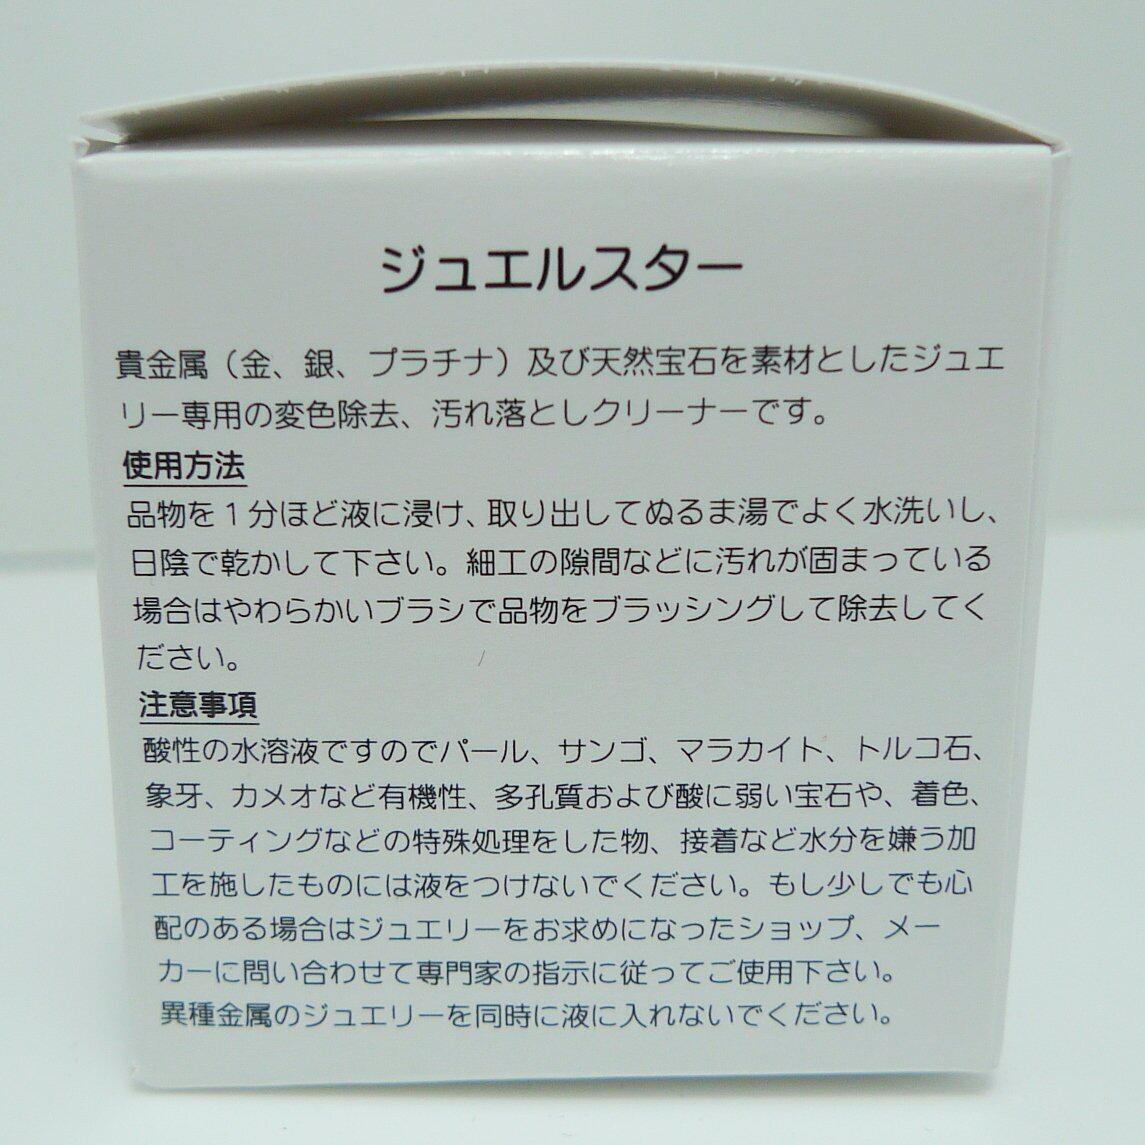 ジュエルスター
貴金属（金、銀、プラチナ）及び天然宝石を素材としたジュエ
リー専用の変色除去、汚れ落としクリーナーです。
使用方法
品物を1分ほど液に浸け、取り出してぬるま湯でよく水洗いし、
日陰で乾かして下さい。細工の隙間などに汚れが固まっている
場合はやわらかいブラシで品物をブラッシングして除去してく
ださい。
注意事項
酸性の水溶液ですのでパール、サンゴ、マラカイト、トルコ石、
象牙、カメオなど有機性、多孔質および酸に弱い宝石や、着色、
コーティングなどの特殊処理をした物、接着など水分を嫌う加
工を施したものには液をつけないでください。もし少しでも心
配のある場合はジュエリーをお求めになったショップ、メー
カーに問い合わせて専門家の指示に従ってご使用下さい。
異種金属のジュエリーを同時に液に入れないでください。